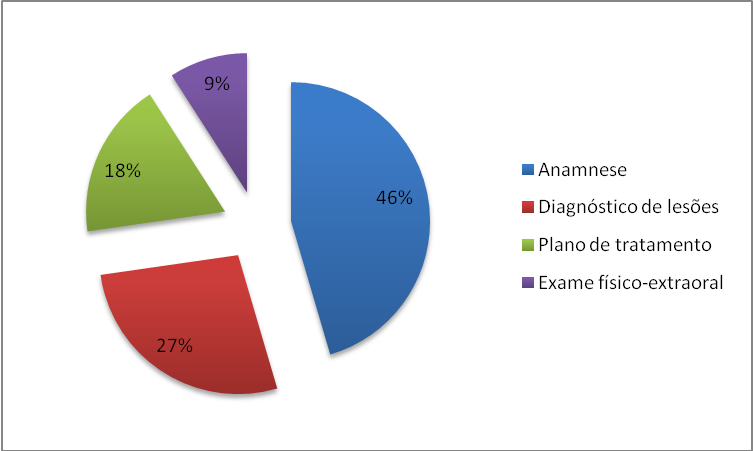 9%
18%
46%
27%
Anamnese
Diagnóstico de lesões
Plano de tratamento
Exame físico-extraoral